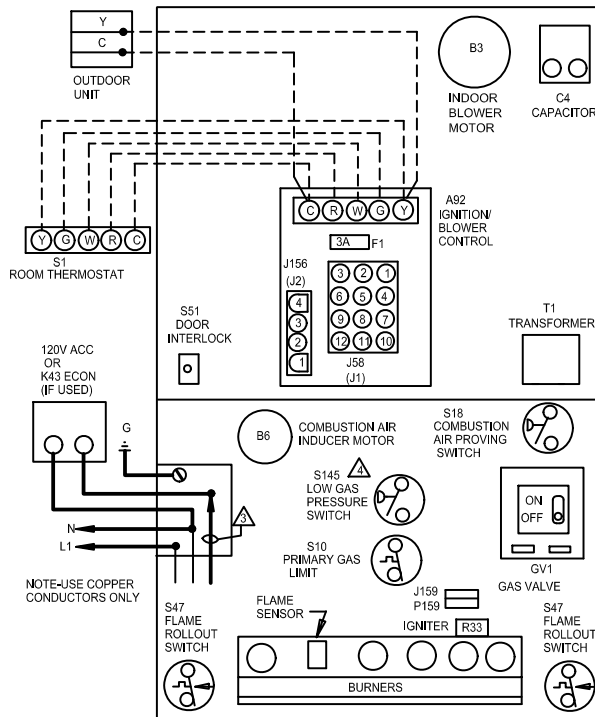 Y
C
OUTDOOR
UNIT
B3
INDOOR
BLOWER
MOTOR
C4
CAPACITOR
C R W G Y
A92
IGNITION/
BLOWER
CONTROL
3A F1
Y G W R C
S1
ROOM THERMOSTAT
J156
(J2)
4
3
2
1
3 2 1
6 5 4
9 8 7
12 11 10
J58
(J1)
S51
DOOR
INTERLOCK
T1
TRANSFORMER
120V ACC
OR
K43 ECON
(IF USED)
G
N
L1
3
NOTE-USE COPPER
CONDUCTORS ONLY
B6
COMBUSTION AIR
INDUCER MOTOR
S18 COMBUSTION
AIR PROVING
SWITCH
S145 4
LOW GAS
PRESSURE
SWITCH
S10
PRIMARY GAS
LIMIT
ON
OFF
GV1
GAS VALVE
J159
P159
IGNITER R33
FLAME
SENSOR
S47
FLAME
ROLLOUT
SWITCH
S47
FLAME
ROLLOUT
SWITCH
BURNERS